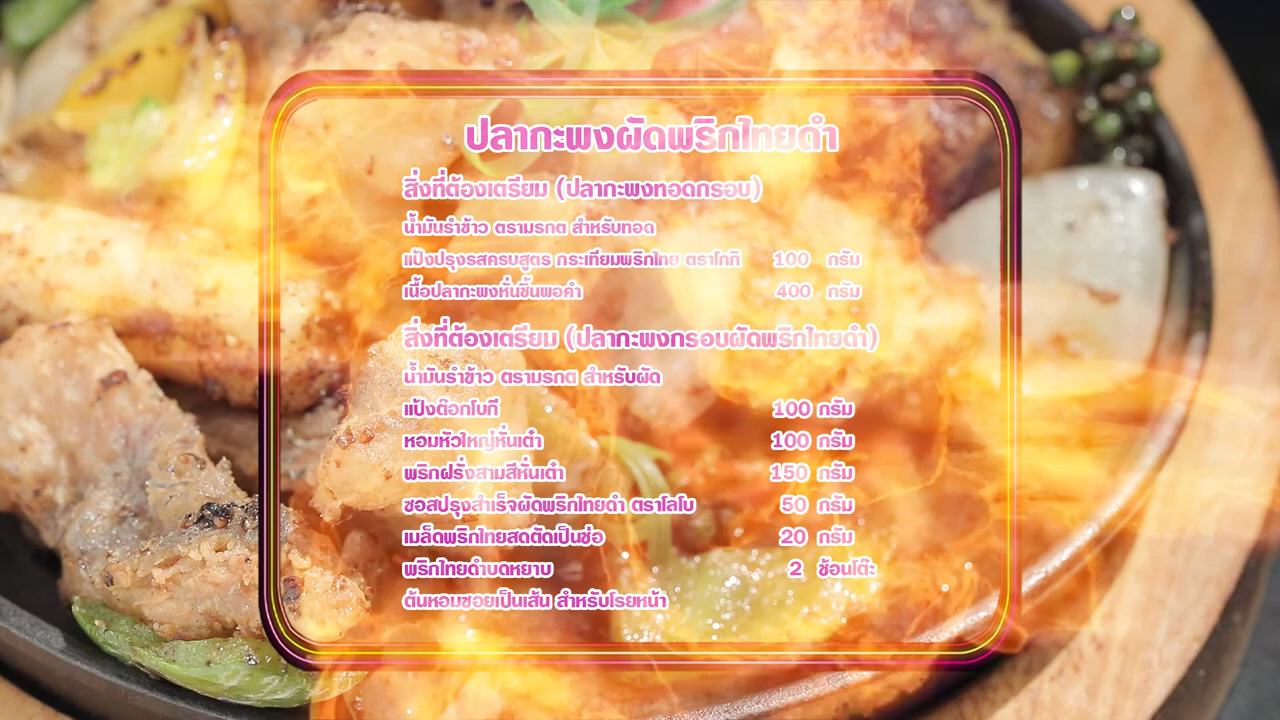 ปลากะพงผัดพริกไทยดำ
สิ่งที่ต้องเตรียม (ปลากะพงทอดกรอบ)
น้ำมันรำข้าว ตรามรกต สำหรับทอด
แป้งปรุงรสครบสูตร กระเทียมพริกไทย ตราโกกิ 100 กรัม
เนื้อปลากะพงหั่นชิ้นพอคำ 400 กรัม
สิ่งที่ต้องเตรียม (ปลากะพงกรอบผัดพริกไทยดำ)
น้ำมันรำข้าว ตรามรกต สำหรับผัด
แป้งต๊อกโบกี 100 กรัม
หอมหัวใหญ่หั่นเต๋า 100 กรัม
พริกฝรั่งสามสีหั่นเต๋า 150 กรัม
ซอสปรุงสำเร็จผัดพริกไทยดำ ตราโลโบ 50 กรัม
เมล็ดพริกไทยสดตัดเป็นช่อ 20 กรัม
พริกไทยดำบดหยาบ 2 ช้อนโต๊ะ
ต้นหอมซอยเป็นเส้น สำหรับโรยหน้า